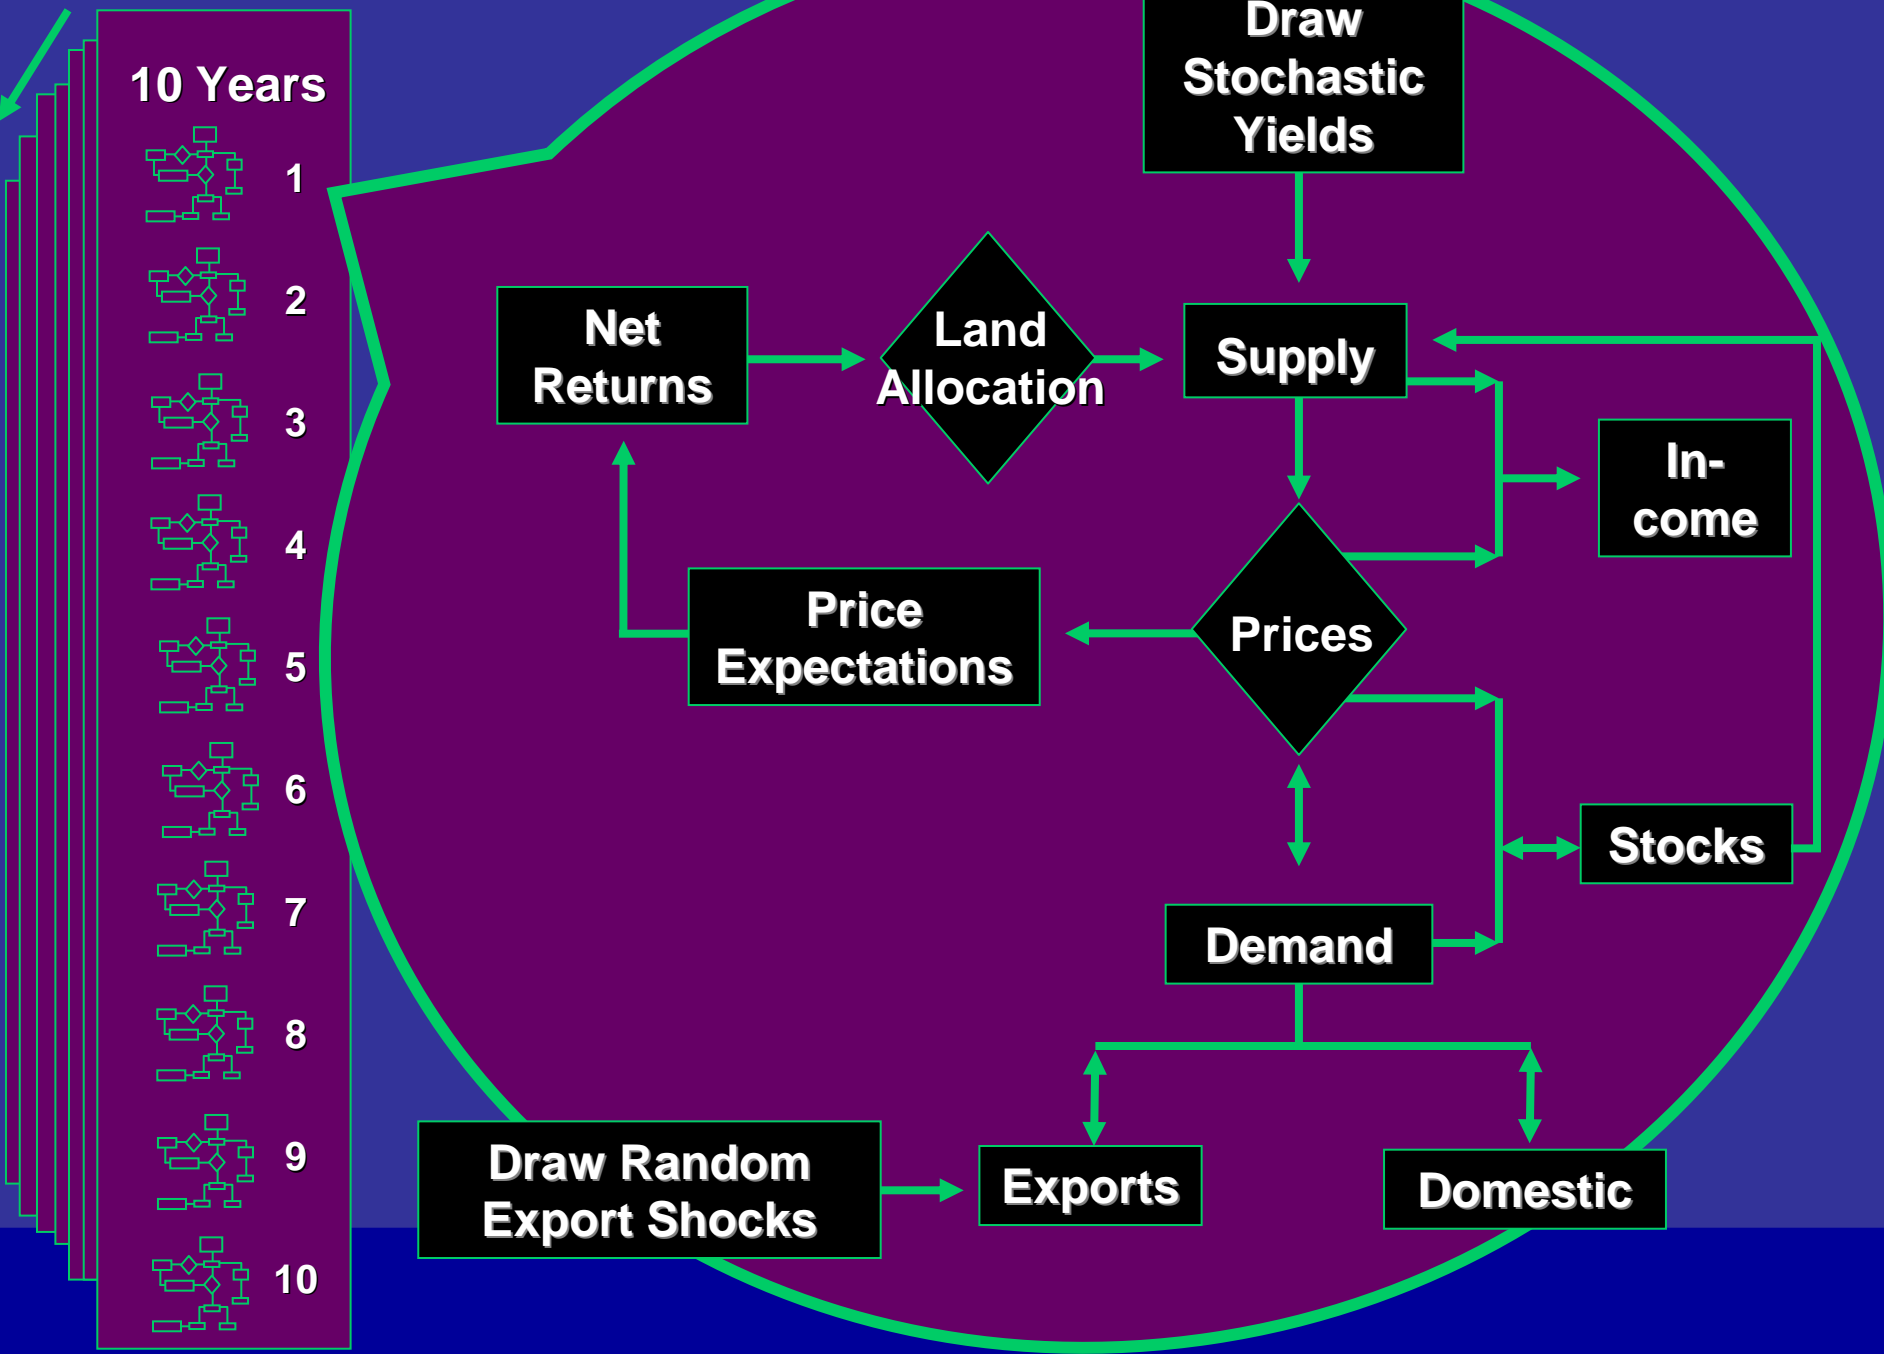 10 Years
1
2
3
4
5
6
7
8
9
10
Draw
Stochastic
Yields
Net
Returns
Land
Allocation
Supply
In-
come
Price
Expectations
Prices
Stocks
Demand
Draw Random
Export Shocks
Exports
Domestic